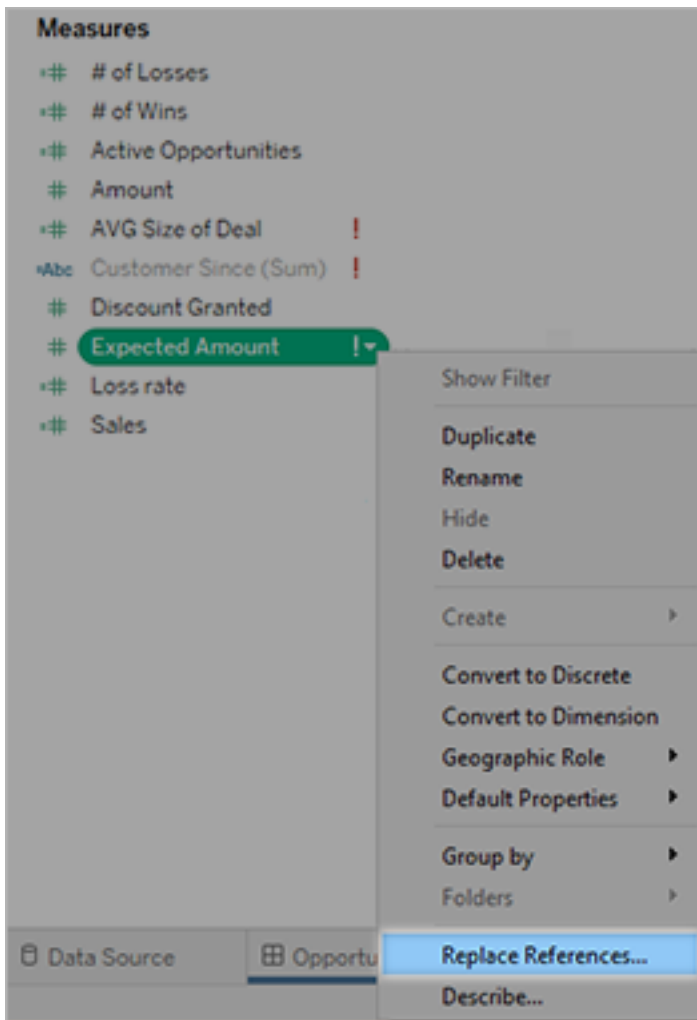 Measures
# of Losses
# of Wins
Active Opportunities
Amount
AVG Size of Deal !
Abc Customer Since (Sum) !
Discount Granted
Expected Amount !
Loss rate
Sales
Show Filter
Duplicate
Rename
Hide
Delete
Create
Convert to Discrete
Convert to Dimension
Geographic Role
Default Properties
Group by
Folders
Replace References...
Describe...
Data Source
Opportu